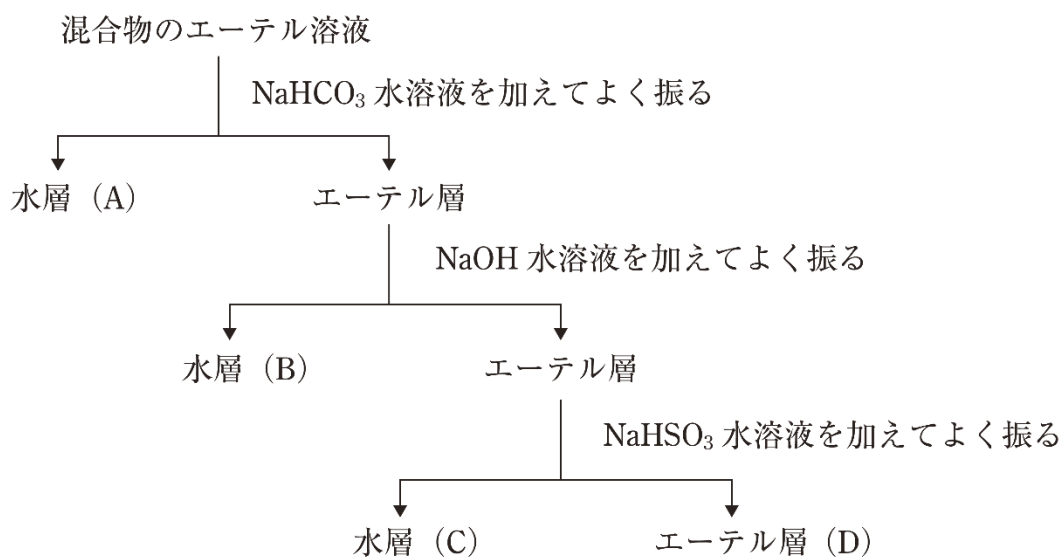 混合物のエーテル溶液
NaHCO₃ 水溶液を加えてよく振る
水層（A） エーテル層
NaOH 水溶液を加えてよく振る
水層（B） エーテル層
NaHSO₃ 水溶液を加えてよく振る
水層（C） エーテル層（D）